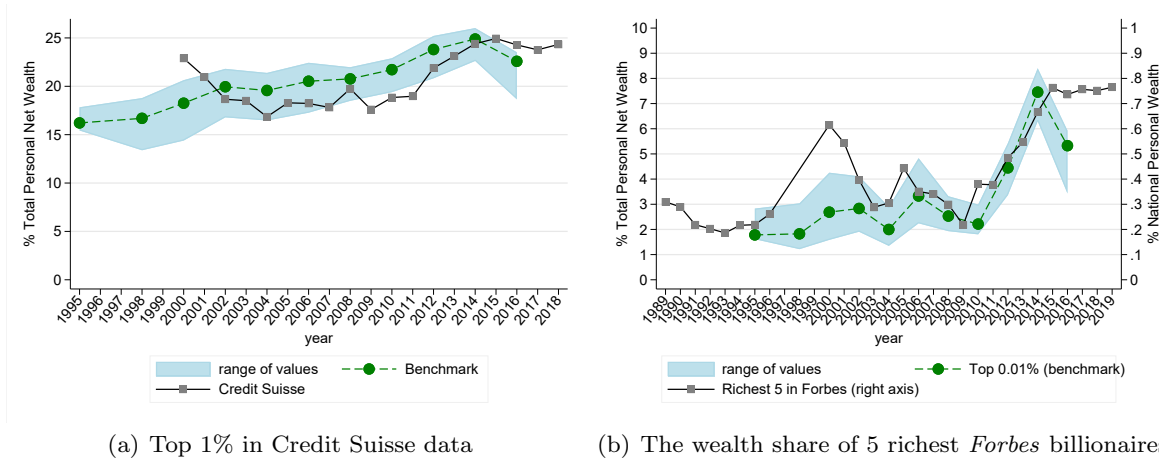 25
20
15
10
5
0
% Total Personal Net Wealth
1995 1996 1997 1998 1999 2000 2001 2002 2003 2004 2005 2006 2007 2008 2009 2010 2011 2012 2013 2014 2015 2016 2017 2018
year
range of values Benchmark
Credit Suisse
(a) Top 1% in Credit Suisse data
10
9
8
7
6
5
4
3
2
1
0
% Total Personal Net Wealth
1
.9
.8
.7
.6
.5
.4
.3
.2
.1
0
% National Personal Wealth
1989 1990 1991 1992 1993 1994 1995 1996 1997 1998 1999 2000 2001 2002 2003 2004 2005 2006 2007 2008 2009 2010 2011 2012 2013 2014 2015 2016 2017 2018 2019
year
range of values Top 0.01% (benchmark)
Richest 5 in Forbes (right axis)
(b) The wealth share of 5 richest Forbes billionaire